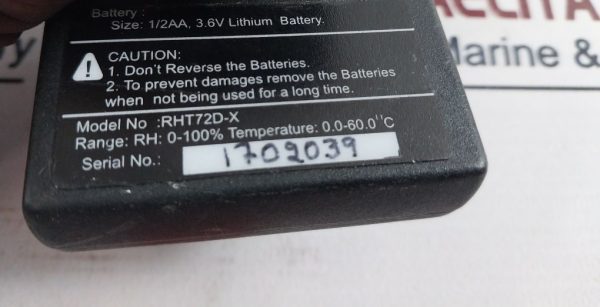 Battery :
Size: 1/2AA, 3.6V Lithium Battery.
CAUTION:
1. Don't Reverse the Batteries.
2. To prevent damages remove the Batteries
when not being used for a long time.
Model No :RHT72D-X
Range: RH: 0-100% Temperature: 0.0-60.0°C
Serial No.: 1702039
Marine &